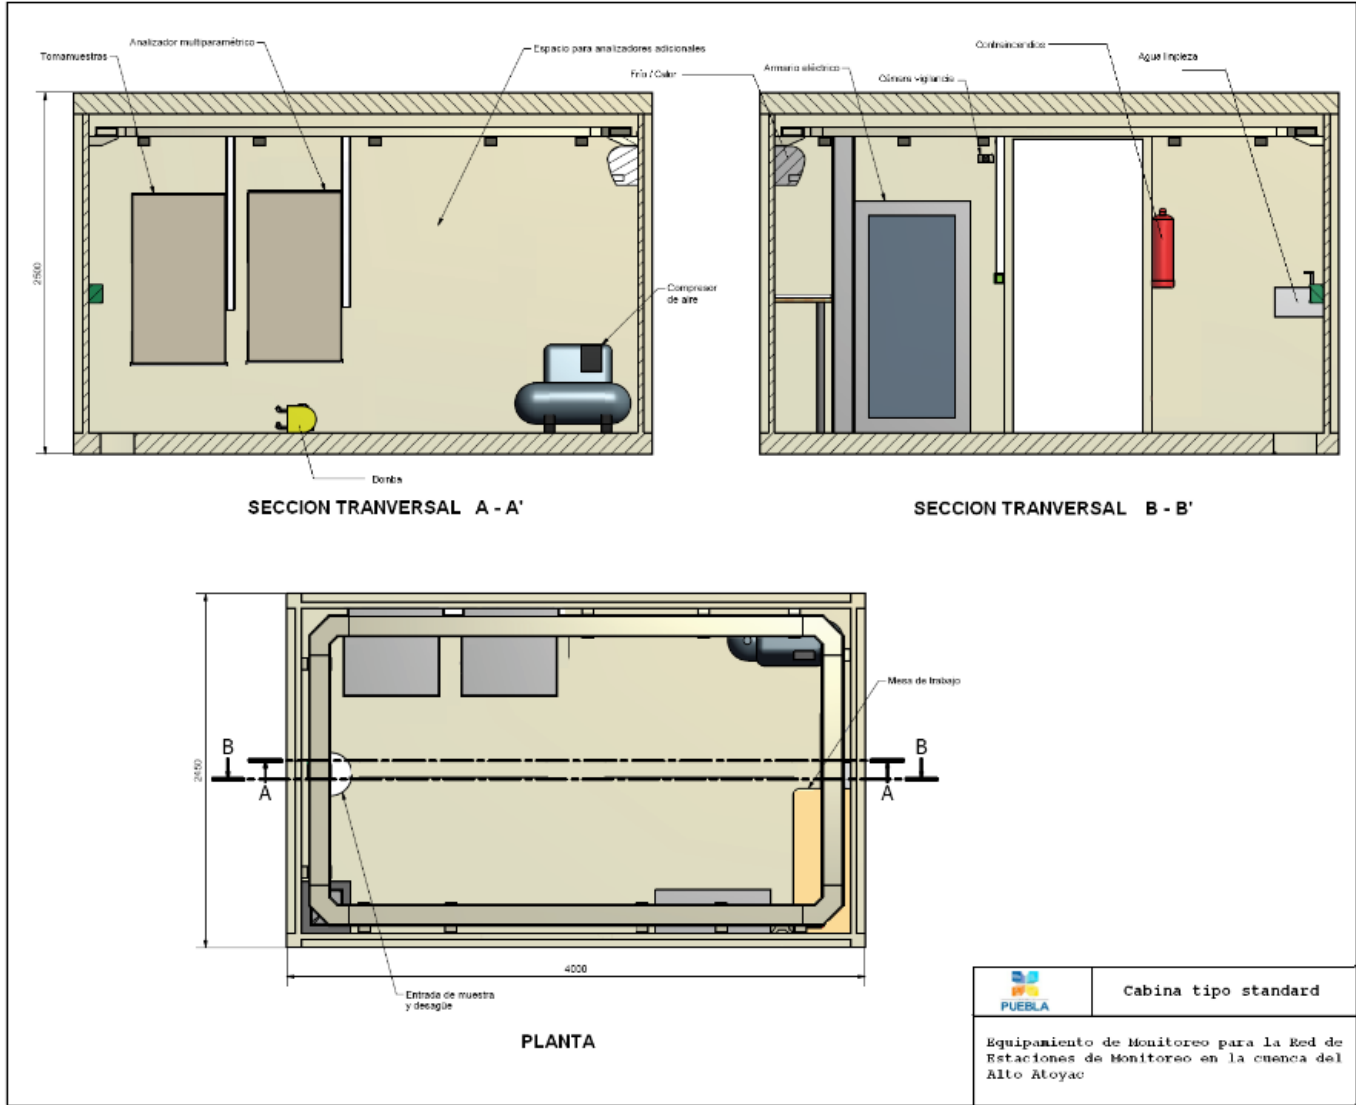 Tomamuestras
Analizador multiparamétrico
Espacio para analizadores adicionales
Frío / Calor
Armario eléctrico
Cámara vigilancia
Contraincendios
Agua limpieza
2500
Compresor
de aire
Bomba
SECCION TRANVERSAL A - A'
SECCION TRANVERSAL B - B'
Mesa de trabajo
B
B
A
A
2450
4000
Entrada de muestra
y desagüe
PLANTA
PUEBLA
Cabina tipo standard
Equipamiento de Monitoreo para la Red de
Estaciones de Monitoreo en la cuenca del
Alto Atoyac